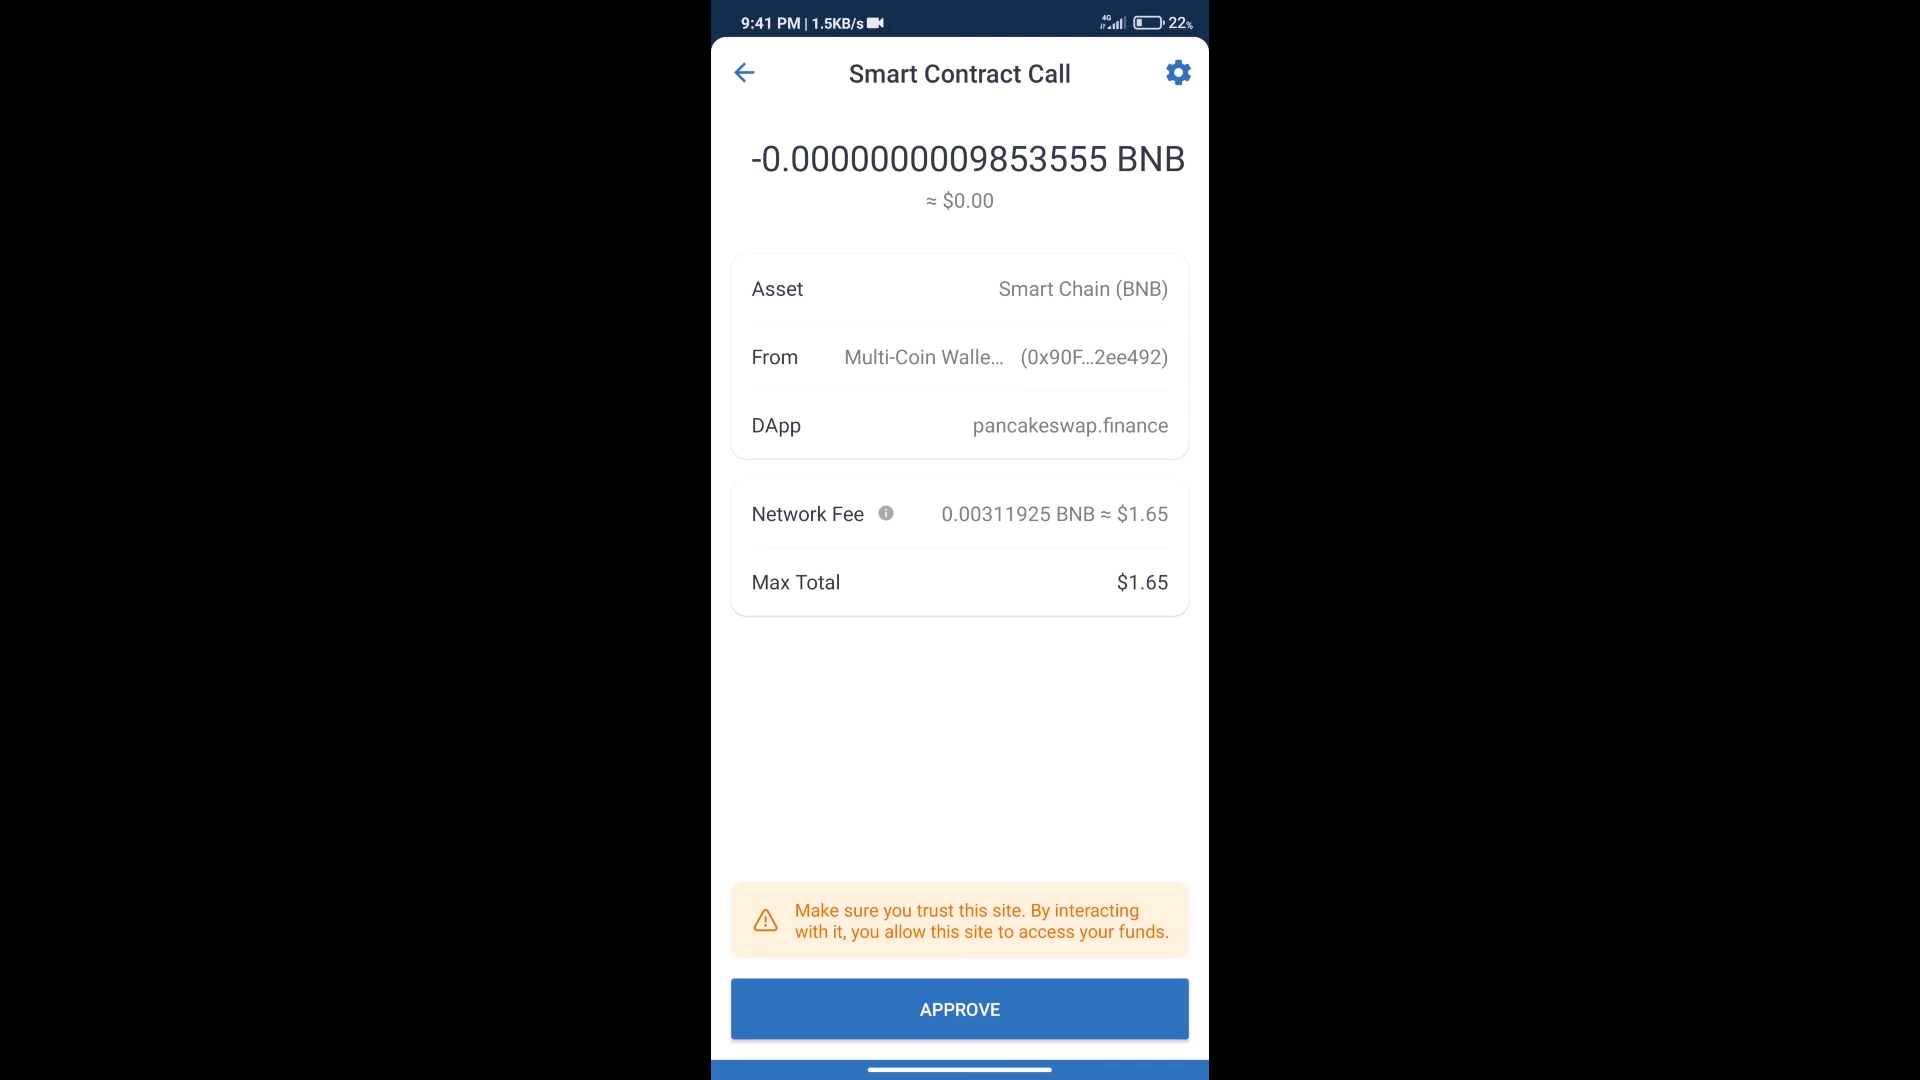 9:41 PM | 1.5KB/s 4G 22%
Smart Contract Call
-0.0000000009853555 BNB
≈ $0.00
Asset Smart Chain (BNB)
From Multi-Coin Walle... (0x90F...2ee492)
DApp pancakeswap.finance
Network Fee 0.00311925 BNB ≈ $1.65
Max Total $1.65
Make sure you trust this site. By interacting
with it, you allow this site to access your funds.
APPROVE